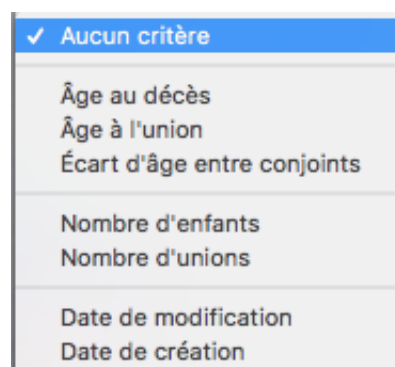 Aucun critère
Âge au décès
Âge à l'union
Écart d'âge entre conjoints
Nombre d'enfants
Nombre d'unions
Date de modification
Date de création